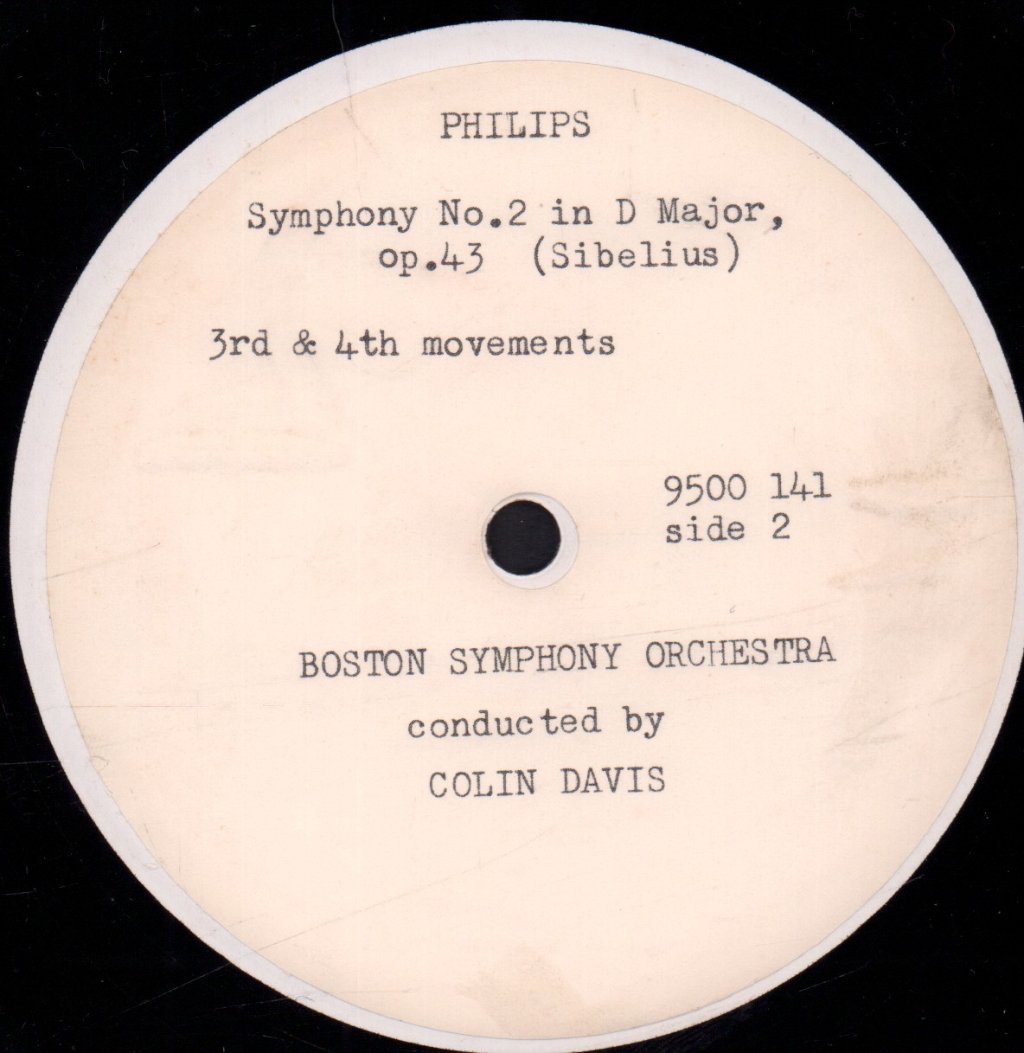 PHILIPS
Symphony No.2 in D Major,
op.43 (Sibelius)
3rd & 4th movements
9500 141
side 2
BOSTON SYMPHONY ORCHESTRA
conducted by
COLIN DAVIS